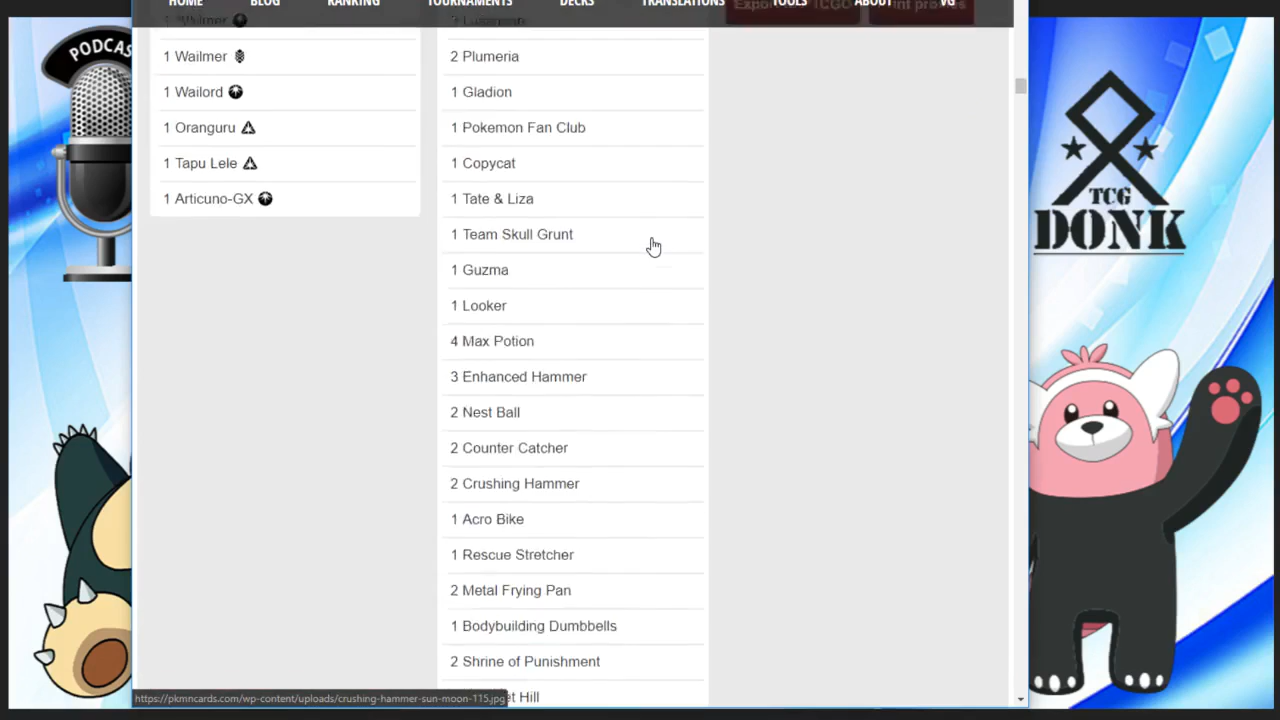 HOME BLOG RANKING TOURNAMENTS DECKS TRANSLATIONS TOOLS ABOUT VG
1 Wailmer
1 Wailord
1 Oranguru
1 Tapu Lele
1 Articuno-GX
2 Plumeria
1 Gladion
1 Pokemon Fan Club
1 Copycat
1 Tate & Liza
1 Team Skull Grunt
1 Guzma
1 Looker
4 Max Potion
3 Enhanced Hammer
2 Nest Ball
2 Counter Catcher
2 Crushing Hammer
1 Acro Bike
1 Rescue Stretcher
2 Metal Frying Pan
1 Bodybuilding Dumbbells
2 Shrine of Punishment
Hill
https://pkmncards.com/wp-content/uploads/crushing-hammer-sun-moon-115.jpg
PODCAS
TCG
DONK